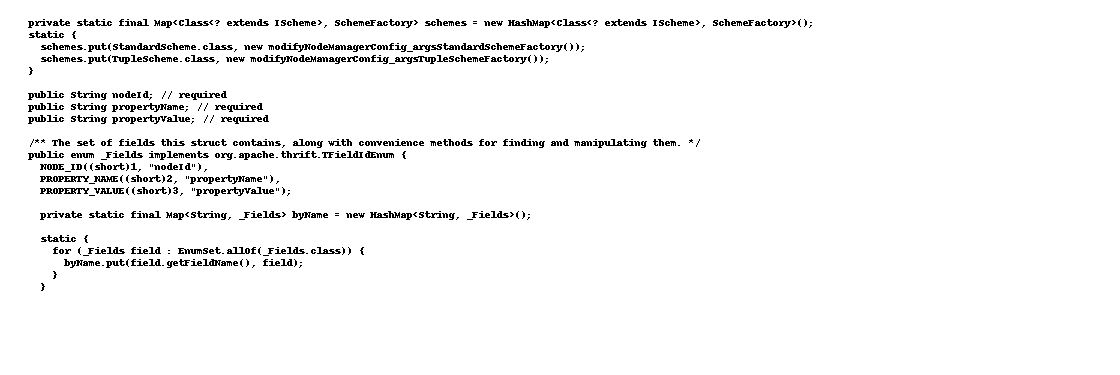 private static final Map<Class<? extends IScheme>, SchemeFactory> schemes = new HashMap<Class<? extends IScheme>, SchemeFactory>();
static {
schemes.put(StandardScheme.class, new modifyNodeManagerConfig_argsStandardSchemeFactory());
schemes.put(TupleScheme.class, new modifyNodeManagerConfig_argsTupleSchemeFactory());
}
public String nodeId; // required
public String propertyName; // required
public String propertyValue; // required
/** The set of fields this struct contains, along with convenience methods for finding and manipulating them. */
public enum _Fields implements org.apache.thrift.TFieldIdEnum {
NODE_ID((short)1, "nodeId"),
PROPERTY_NAME((short)2, "propertyName"),
PROPERTY_VALUE((short)3, "propertyValue");
private static final Map<String, _Fields> byName = new HashMap<String, _Fields>();
static {
for (_Fields field : EnumSet.allOf(_Fields.class)) {
byName.put(field.getFieldName(), field);
}
}